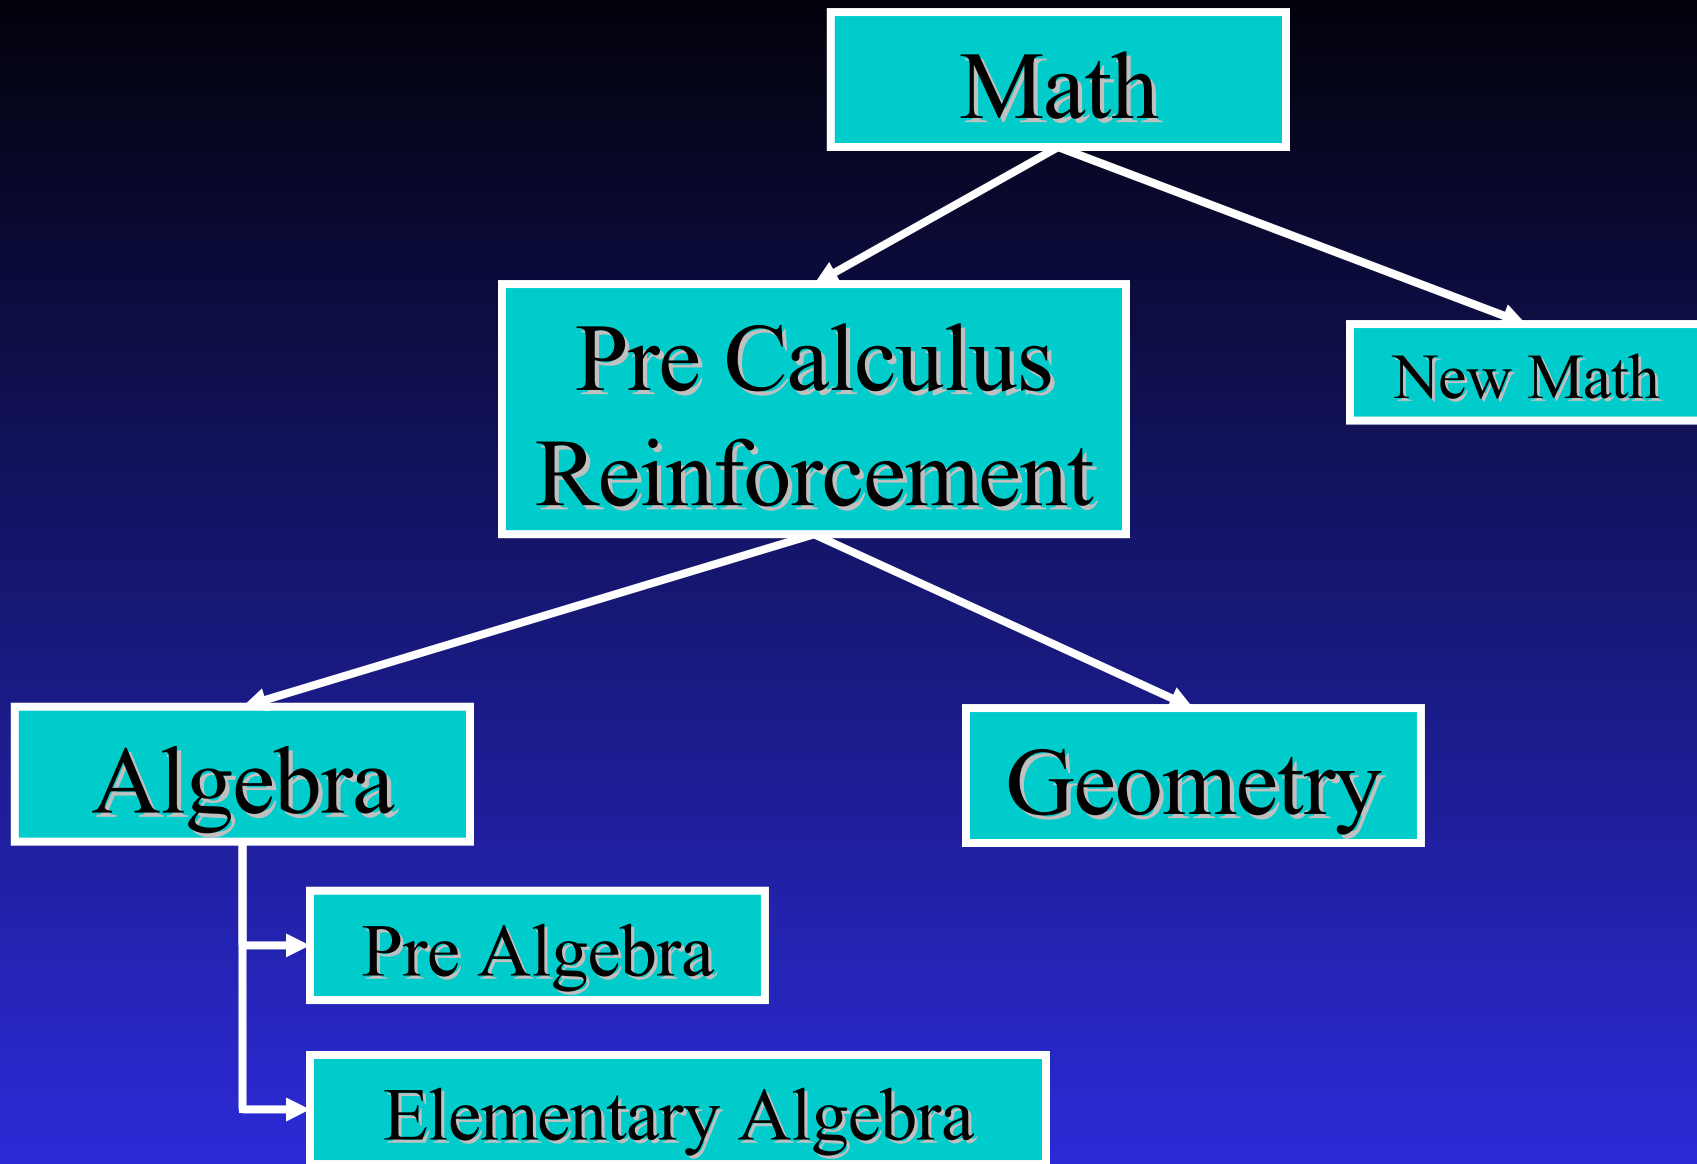 Math
Pre Calculus
Reinforcement
New Math
Algebra
Geometry
Pre Algebra
Elementary Algebra